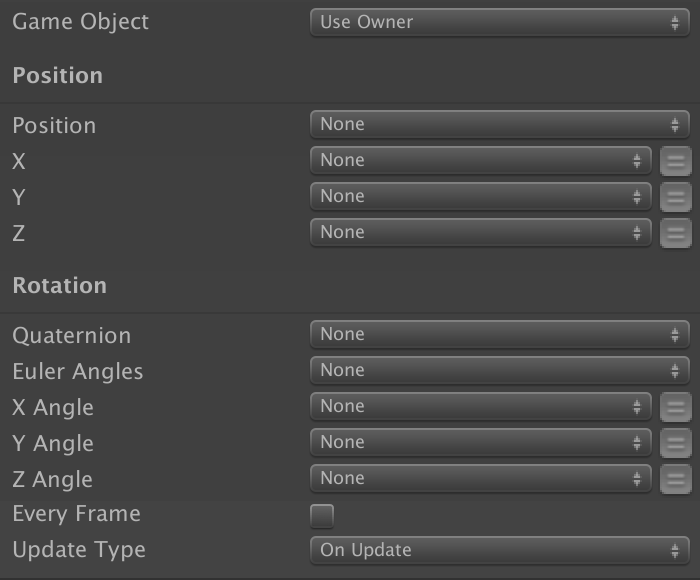 Game Object Use Owner
Position
Position None
X None
Y None
Z None
Rotation
Quaternion None
Euler Angles None
X Angle None
Y Angle None
Z Angle None
Every Frame
Update Type On Update